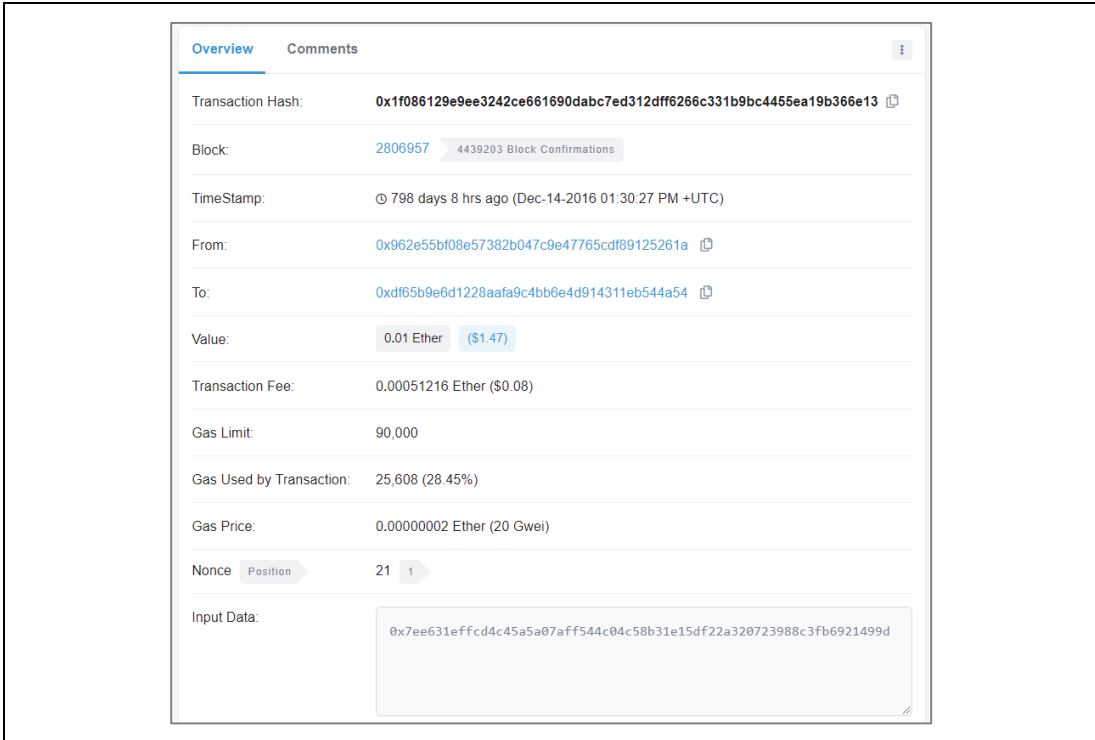 Overview Comments
Transaction Hash: 0x1f086129e9ee3242ce661690dabc7ed312dff6266c331b9bc4455ea19b366e13
Block: 2806957 4439203 Block Confirmations
TimeStamp: 798 days 8 hrs ago (Dec-14-2016 01:30:27 PM +UTC)
From: 0x962e55bf08e57382b047c9e47765cdf89125261a
To: 0xdf65b9e6d1228aafa9c4bb6e4d914311eb544a54
Value: 0.01 Ether ($1.47)
Transaction Fee: 0.00051216 Ether ($0.08)
Gas Limit: 90,000
Gas Used by Transaction: 25,608 (28.45%)
Gas Price: 0.00000002 Ether (20 Gwei)
Nonce Position 21 1
Input Data:
0x7ee631effcd4c45a5a07aff544c04c58b31e15df22a320723988c3fb6921499d